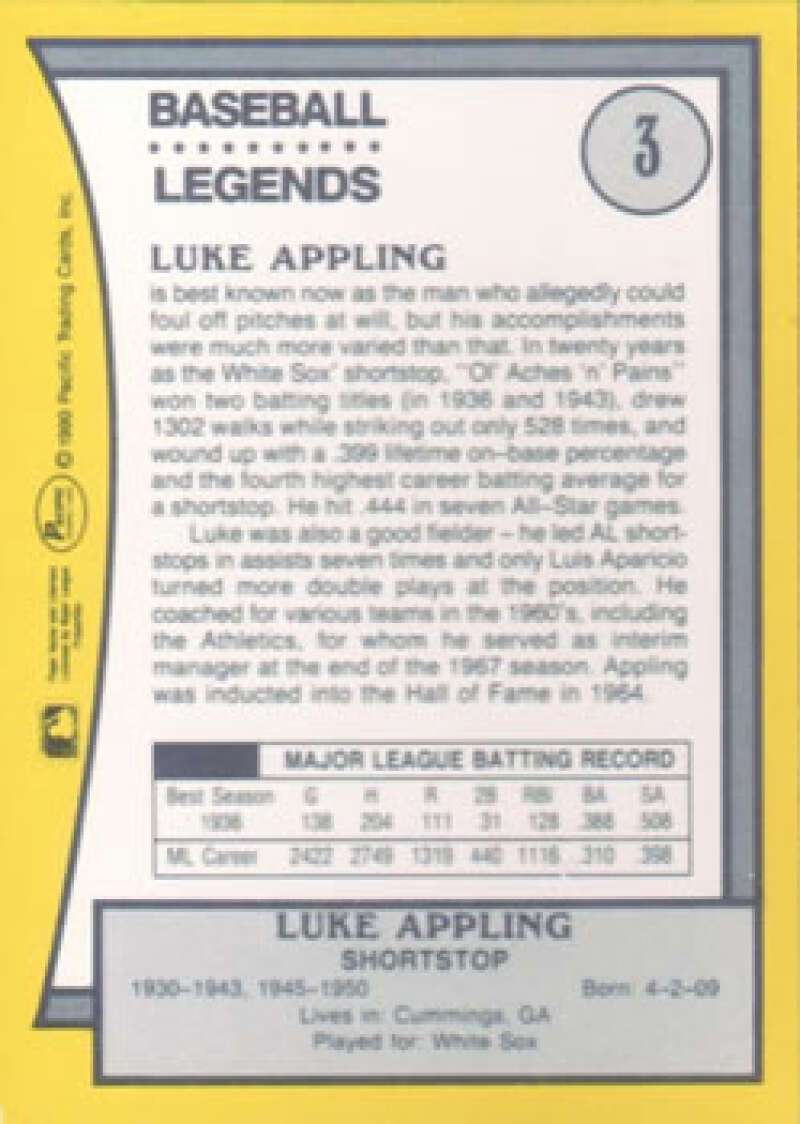 BASEBALL
LEGENDS
3
LUKE APPLING
is best known now as the man who allegedly could
foul off pitches at will, but his accomplishments
were much more varied than that. In twenty years
as the White Sox' shortstop, "Ol' Aches 'n' Pains"
won two batting titles (in 1936 and 1943), drew
1302 walks while striking out only 528 times, and
wound up with a .399 lifetime on-base percentage
and the fourth highest career batting average for
a shortstop. He hit .444 in seven All-Star games.
Luke was also a good fielder – he led AL short-
stops in assists seven times and only Luis Aparicio
turned more double plays at the position. He
coached for various teams in the 1960's, including
the Athletics, for whom he served as interim
manager at the end of the 1967 season. Appling
was inducted into the Hall of Fame in 1964.
MAJOR LEAGUE BATTING RECORD
Best Season G H R 2B RBI BA SA
1936 138 204 111 31 128 .388 .508
ML Career 2422 2749 1319 440 1116 .310 .398
LUKE APPLING
SHORTSTOP
1930-1943, 1945-1950 Born: 4-2-09
Lives in: Cummings, GA
Played for: White Sox
© 1990 Pacific Trading Cards, Inc.
Pacific